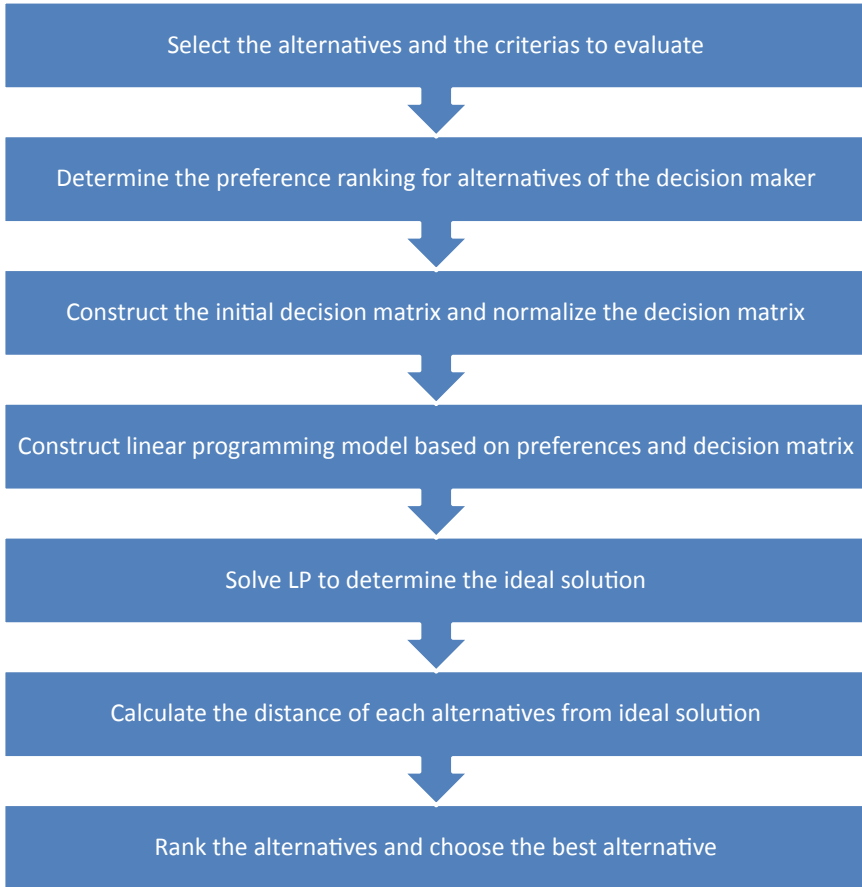 Select the alternatives and the criterias to evaluate
Determine the preference ranking for alternatives of the decision maker
Construct the initial decision matrix and normalize the decision matrix
Construct linear programming model based on preferences and decision matrix
Solve LP to determine the ideal solution
Calculate the distance of each alternatives from ideal solution
Rank the alternatives and choose the best alternative